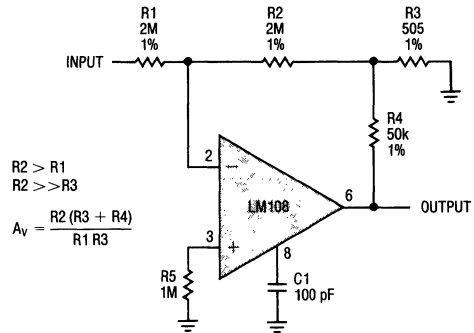 R1
2M
1%
R2
2M
1%
R3
505
1%
INPUT
R4
50k
1%
2
−
LM108
6
OUTPUT
3
+
8
R5
1M
C1
100 pF
R2 > R1
R2 >>R3
Av = R2 (R3 + R4)
R1 R3